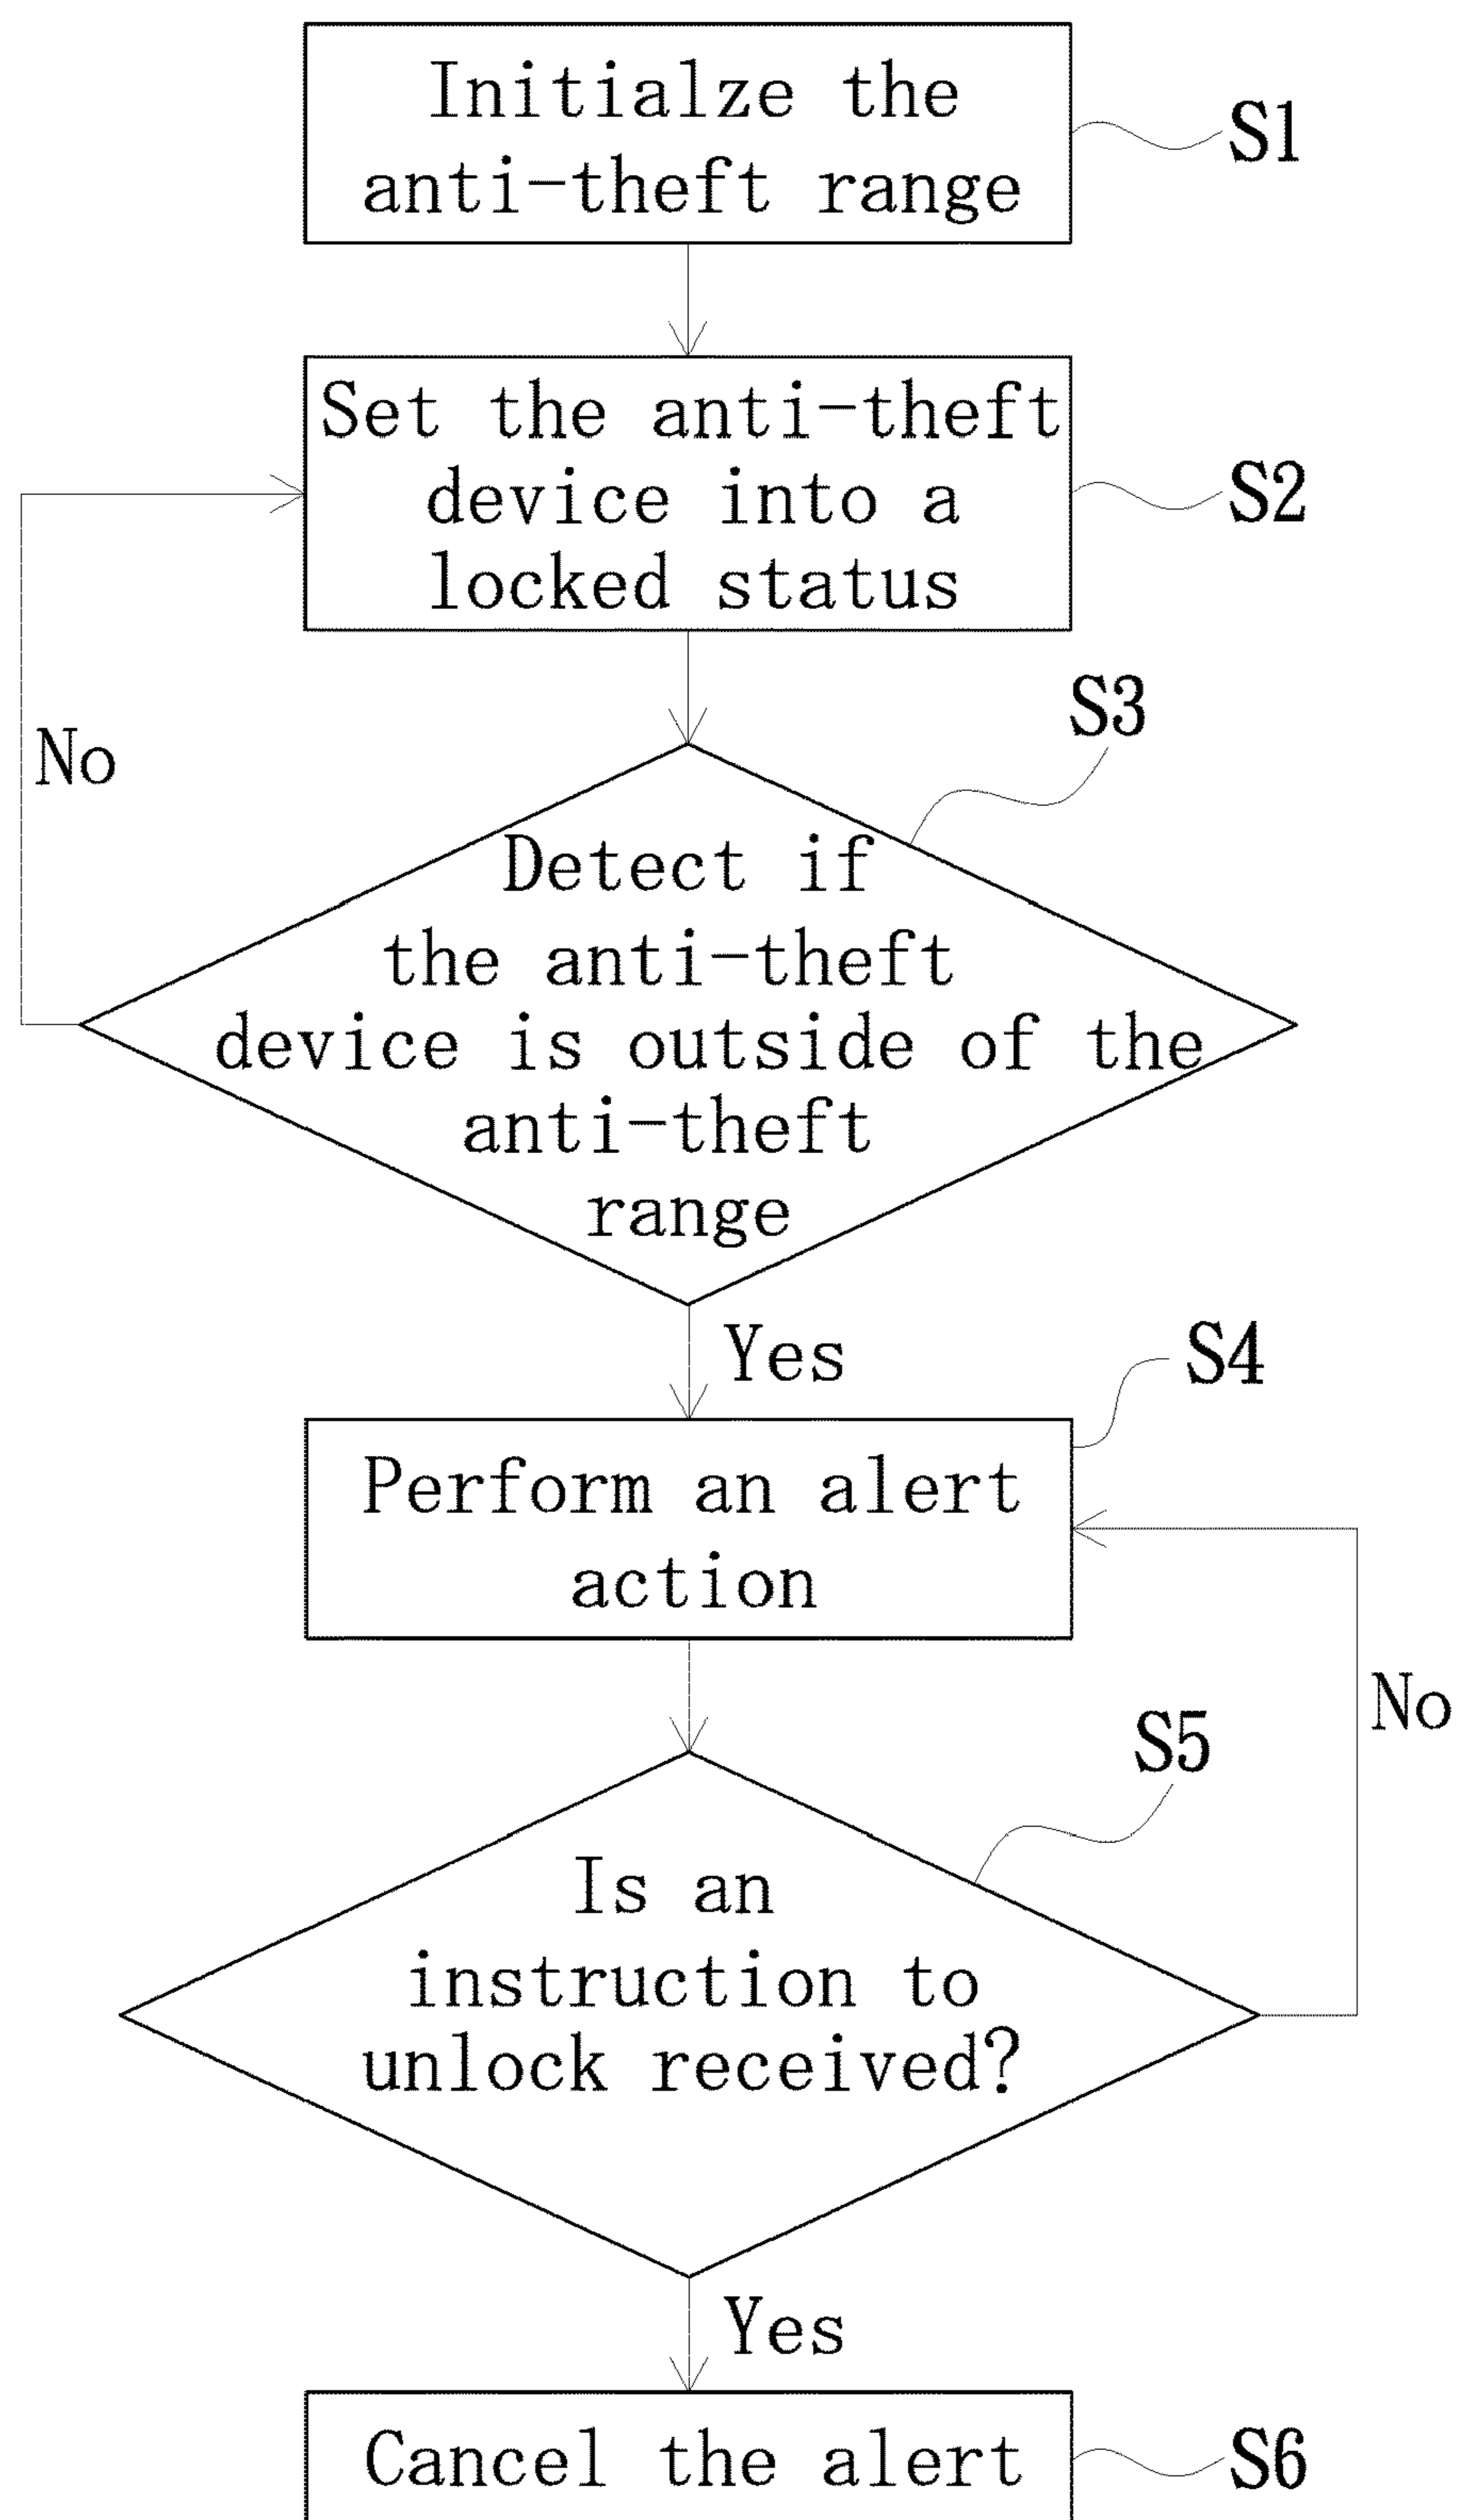 Initialze the
anti-theft range
S1
Set the anti-theft
device into a
locked status
S2
S3
No
Detect if
the anti-theft
device is outside of the
anti-theft
range
Yes
S4
Perform an alert
action
No
S5
Is an
instruction to
unlock received?
Yes
Cancel the alert
S6